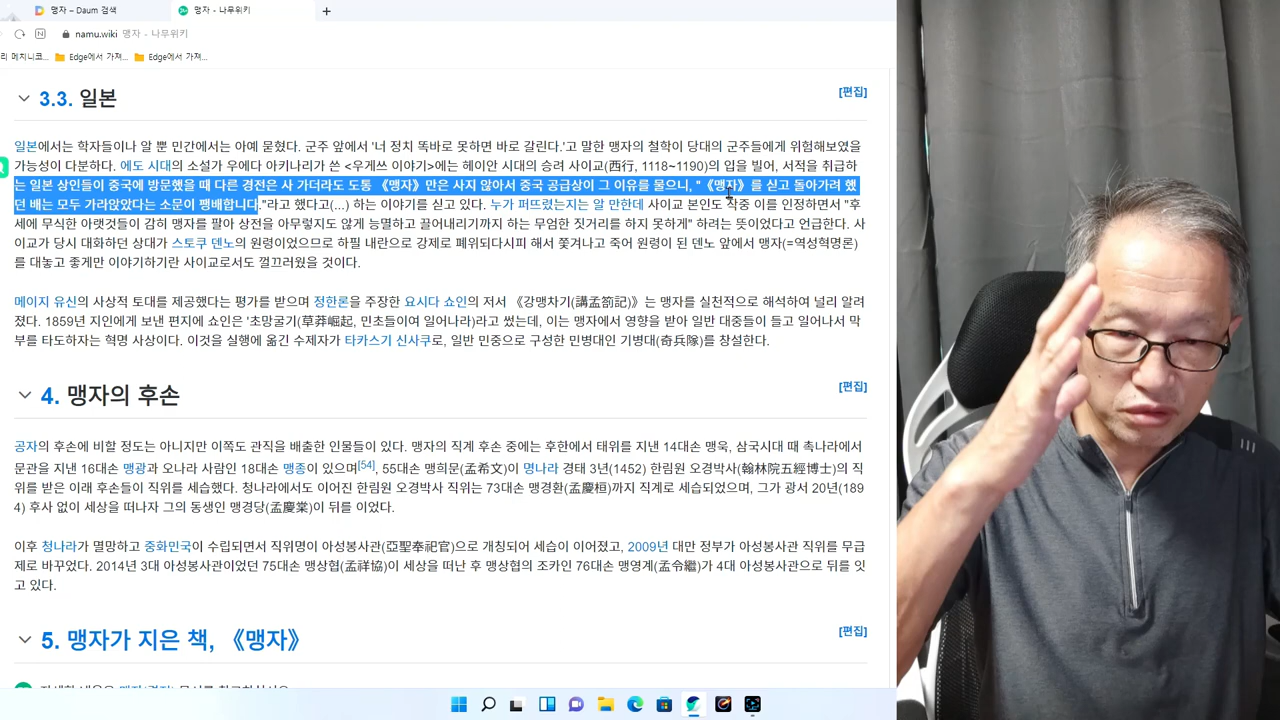 맹자 – Daum 검색
맹자 - 나무위키
namu.wiki 맹자 - 나무위키
리 메치니코... Edge에서 가져... Edge에서 가져...
3.3. 일본
[편집]
일본에서는 학자들이나 알 뿐 민간에서는 아예 묻혔다. 군주 앞에서 '너 정치 똑바로 못하면 바로 갈린다.'고 말한 맹자의 철학이 당대의 군주들에게 위험해보였을
가능성이 다분하다. 에도 시대의 소설가 우에다 아키나리가 쓴 <우게쓰 이야기>에는 헤이안 시대의 승려 사이교(西行, 1118~1190)의 입을 빌어, 서적을 취급하
는 일본 상인들이 중국에 방문했을 때 다른 경전은 사 가더라도 도통 《맹자》만은 사지 않아서 중국 공급상이 그 이유를 물으니, "《맹자》를 싣고 돌아가려 했
던 배는 모두 가라앉았다는 소문이 팽배합니다."라고 했다고(...) 하는 이야기를 싣고 있다. 누가 퍼뜨렸는지는 알 만한데 사이교 본인도 작중 이를 인정하면서 "후
세에 무식한 아랫것들이 감히 맹자를 팔아 상전을 아무렇지도 않게 능멸하고 끌어내리기까지 하는 무엄한 짓거리를 하지 못하게" 하려는 뜻이었다고 언급한다. 사
이교가 당시 대화하던 상대가 스토쿠 덴노의 원령이었으므로 하필 내란으로 강제로 폐위되다시피 해서 쫓겨나고 죽어 원령이 된 덴노 앞에서 맹자(=역성혁명론)
를 대놓고 좋게만 이야기하기란 사이교로서도 껄끄러웠을 것이다.
메이지 유신의 사상적 토대를 제공했다는 평가를 받으며 정한론을 주장한 요시다 쇼인의 저서 《강맹차기(講孟箚記)》는 맹자를 실천적으로 해석하여 널리 알려
졌다. 1859년 지인에게 보낸 편지에 쇼인은 '초망굴기(草莽崛起, 민초들이여 일어나라)라고 썼는데, 이는 맹자에서 영향을 받아 일반 대중들이 들고 일어나서 막
부를 타도하자는 혁명 사상이다. 이것을 실행에 옮긴 수제자가 타카스기 신사쿠로, 일반 민중으로 구성한 민병대인 기병대(奇兵隊)를 창설한다.
4. 맹자의 후손
[편집]
공자의 후손에 비할 정도는 아니지만 이쪽도 관직을 배출한 인물들이 있다. 맹자의 직계 후손 중에는 후한에서 태위를 지낸 14대손 맹욱, 삼국시대 때 촉나라에서
문관을 지낸 16대손 맹광과 오나라 사람인 18대손 맹종이 있으며[54], 55대손 맹희문(孟希文)이 명나라 경태 3년(1452) 한림원 오경박사(翰林院五經博士)의 직
위를 받은 이래 후손들이 직위를 세습했다. 청나라에서도 이어진 한림원 오경박사 직위는 73대손 맹경환(孟慶桓)까지 직계로 세습되었으며, 그가 광서 20년(189
4) 후사 없이 세상을 떠나자 그의 동생인 맹경당(孟慶棠)이 뒤를 이었다.
이후 청나라가 멸망하고 중화민국이 수립되면서 직위명이 아성봉사관(亞聖奉祀官)으로 개칭되어 세습이 이어졌고, 2009년 대만 정부가 아성봉사관 직위를 무급
제로 바꾸었다. 2014년 3대 아성봉사관이었던 75대손 맹상협(孟祥協)이 세상을 떠난 후 맹상협의 조카인 76대손 맹영계(孟令繼)가 4대 아성봉사관으로 뒤를 잇
고 있다.
5. 맹자가 지은 책, 《맹자》
[편집]